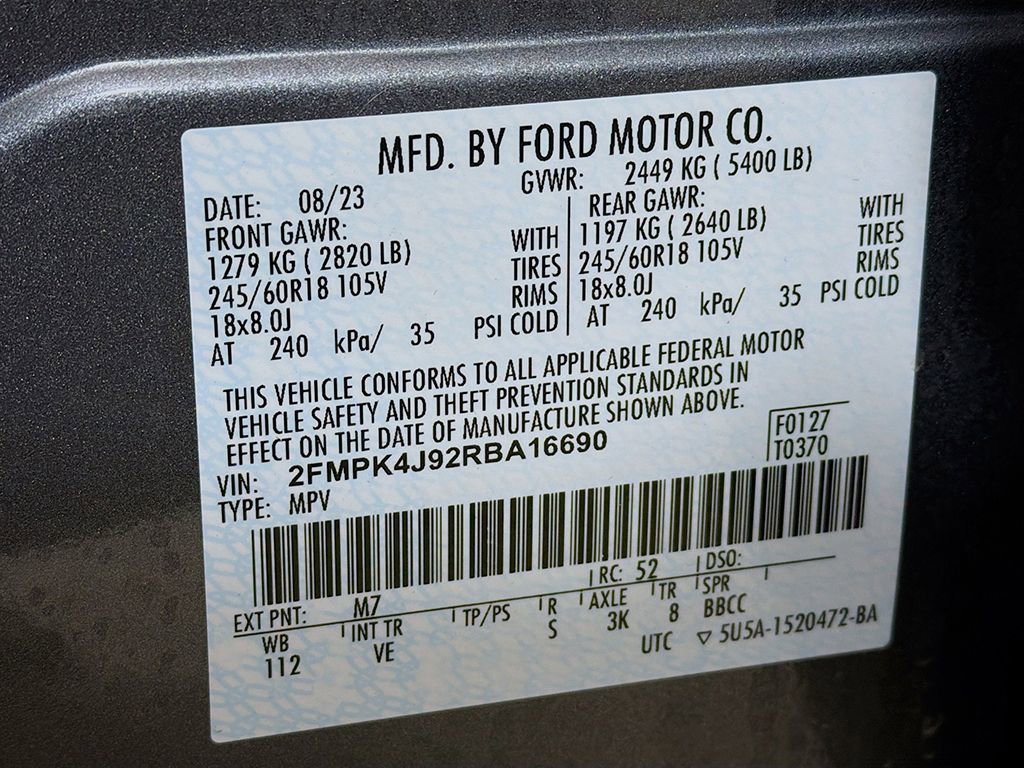 MFD. BY FORD MOTOR CO.
DATE: 08/23 GVWR: 2449 KG ( 5400 LB)
FRONT GAWR: REAR GAWR:
1279 KG ( 2820 LB) WITH 1197 KG ( 2640 LB) WITH
245/60R18 105V TIRES 245/60R18 105V TIRES
18x8.0J RIMS 18x8.0J RIMS
AT 240 kPa/ 35 PSI COLD AT 240 kPa/ 35 PSI COLD
THIS VEHICLE CONFORMS TO ALL APPLICABLE FEDERAL MOTOR
VEHICLE SAFETY AND THEFT PREVENTION STANDARDS IN
EFFECT ON THE DATE OF MANUFACTURE SHOWN ABOVE.
VIN: 2FMPK4J92RBA16690 F0127
TYPE: MPV T0370
EXT PNT: M7 RC: 52 DSO:
WB INT TR TP/PS R AXLE TR SPR
112 VE S 3K 8 BBCC
UTC ▽ 5U5A-1520472-BA